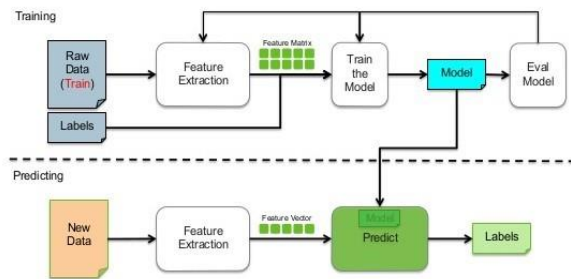 Training
Raw
Data
(Train)
Feature
Extraction
Feature Matrix
Train
the
Model
Model
Eval
Model
Labels
Predicting
New
Data
Feature
Extraction
Feature Vector
Model
Predict
Labels